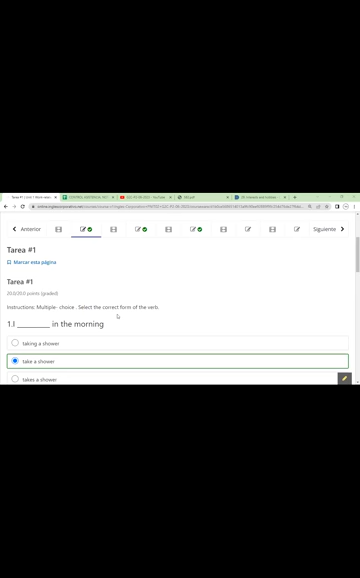 Anterior
Siguiente
Tarea #1
Marcar esta página
Tarea #1
20.0/20.0 points (graded)
Instructions: Multiple- choice . Select the correct form of the verb.
1.I _________ in the morning
taking a shower
take a shower
takes a shower